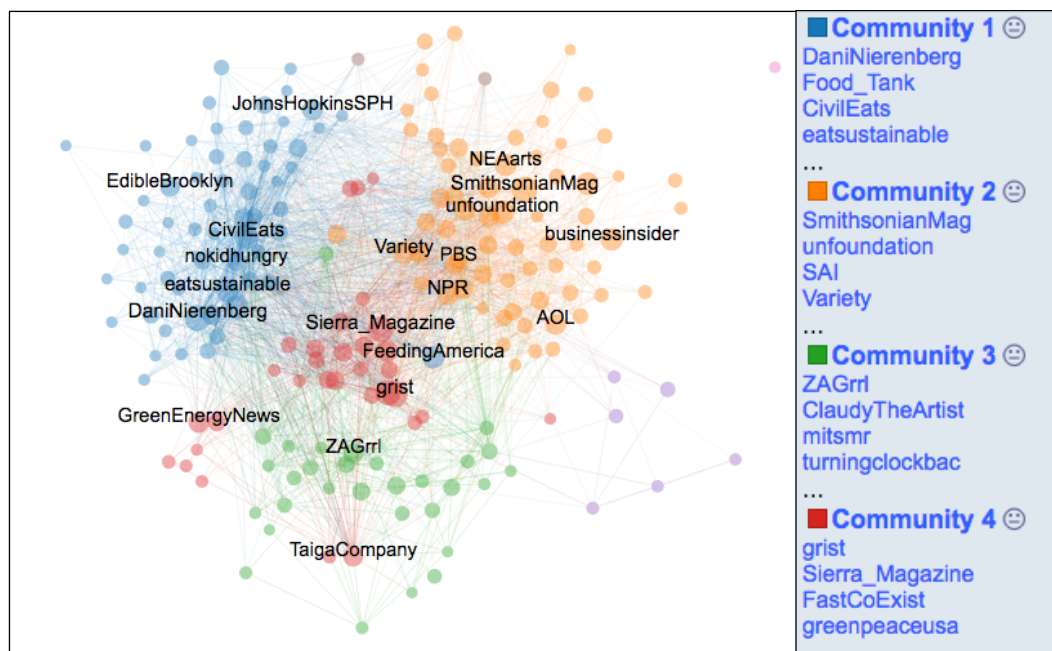 JohnsHopkinsSPH
NEAarts
EdibleBrooklyn
SmithsonianMag
unfoundation
CivilEats
businessinsider
Variety
PBS
nokidhungry
eatsustainable
NPR
DaniNierenberg
AOL
Sierra_Magazine
FeedingAmerica
grist
GreenEnergyNews
ZAGrrl
TaigaCompany
Community 1
DaniNierenberg
Food_Tank
CivilEats
eatsustainable
...
Community 2
SmithsonianMag
unfoundation
SAI
Variety
...
Community 3
ZAGrrl
ClaudyTheArtist
mitsmr
turningclockbac
...
Community 4
grist
Sierra_Magazine
FastCoExist
greenpeaceusa